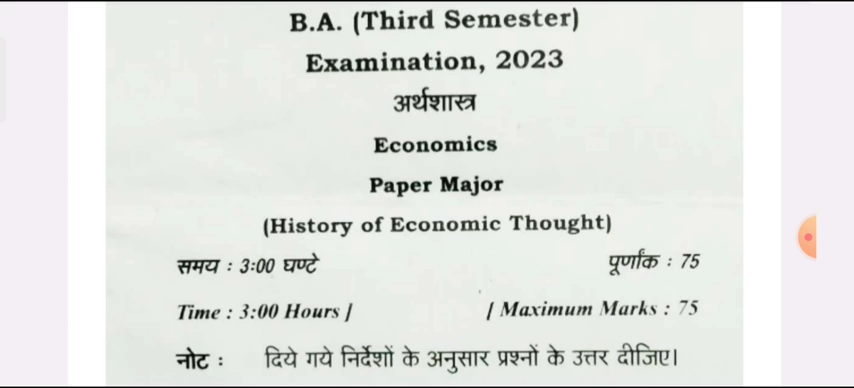 B.A. (Third Semester)
Examination, 2023
अर्थशास्त्र
Economics
Paper Major
(History of Economic Thought)
समय : 3:00 घण्टे पूर्णांक : 75
Time : 3:00 Hours ] [ Maximum Marks : 75
नोट : दिये गये निर्देशों के अनुसार प्रश्नों के उत्तर दीजिए।